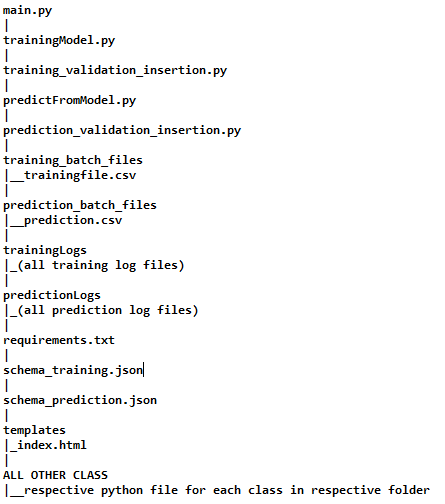 main.py
|
trainingModel.py
|
training_validation_insertion.py
|
predictFromModel.py
|
prediction_validation_insertion.py
|
training_batch_files
|__trainingfile.csv
|
prediction_batch_files
|__prediction.csv
|
trainingLogs
|_(all training log files)
|
predictionLogs
|_(all prediction log files)
|
requirements.txt
|
schema_training.json
|
schema_prediction.json
|
templates
|_index.html
|
ALL OTHER CLASS
|__respective python file for each class in respective folder